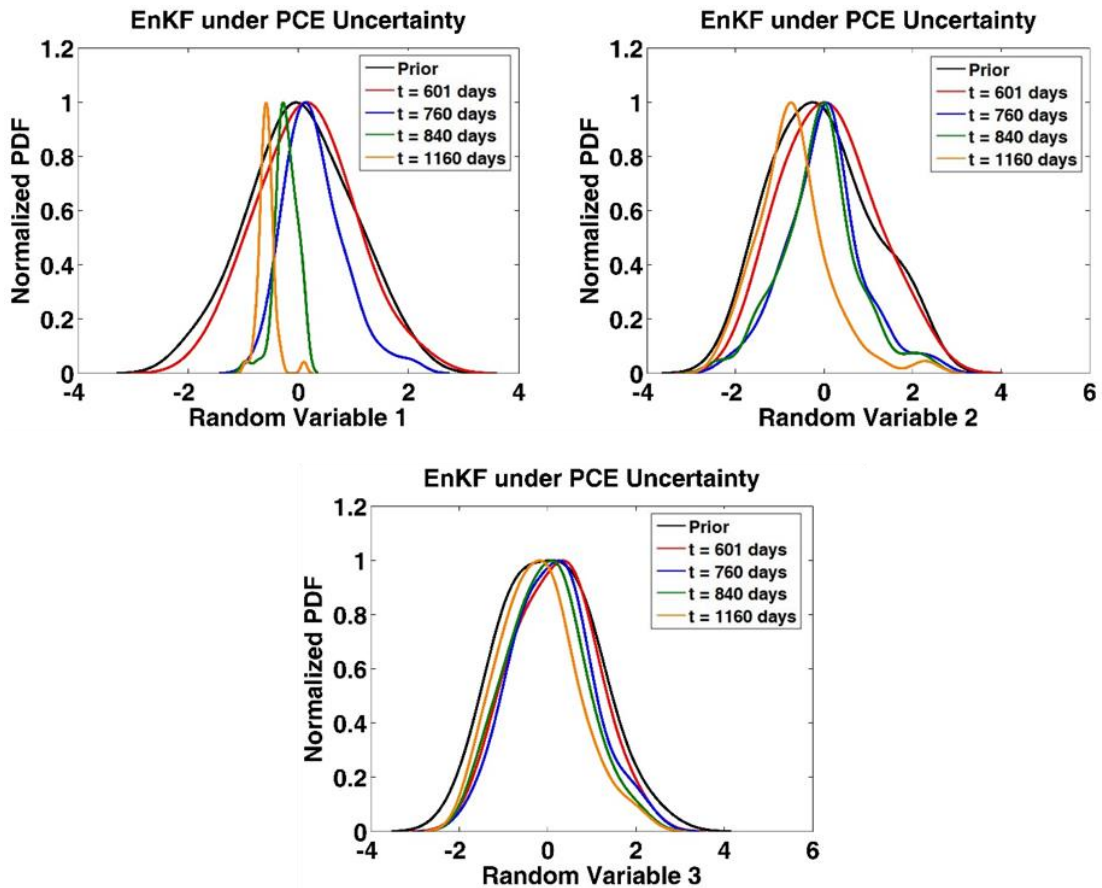 EnKF under PCE Uncertainty
1.2
1
0.8
0.6
0.4
0.2
0
Normalized PDF
Prior
t = 601 days
t = 760 days
t = 840 days
t = 1160 days
-4 -2 0 2 4
Random Variable 1
EnKF under PCE Uncertainty
1.2
1
0.8
0.6
0.4
0.2
0
Normalized PDF
Prior
t = 601 days
t = 760 days
t = 840 days
t = 1160 days
-4 -2 0 2 4 6
Random Variable 2
EnKF under PCE Uncertainty
1.2
1
0.8
0.6
0.4
0.2
0
Normalized PDF
Prior
t = 601 days
t = 760 days
t = 840 days
t = 1160 days
-4 -2 0 2 4 6
Random Variable 3